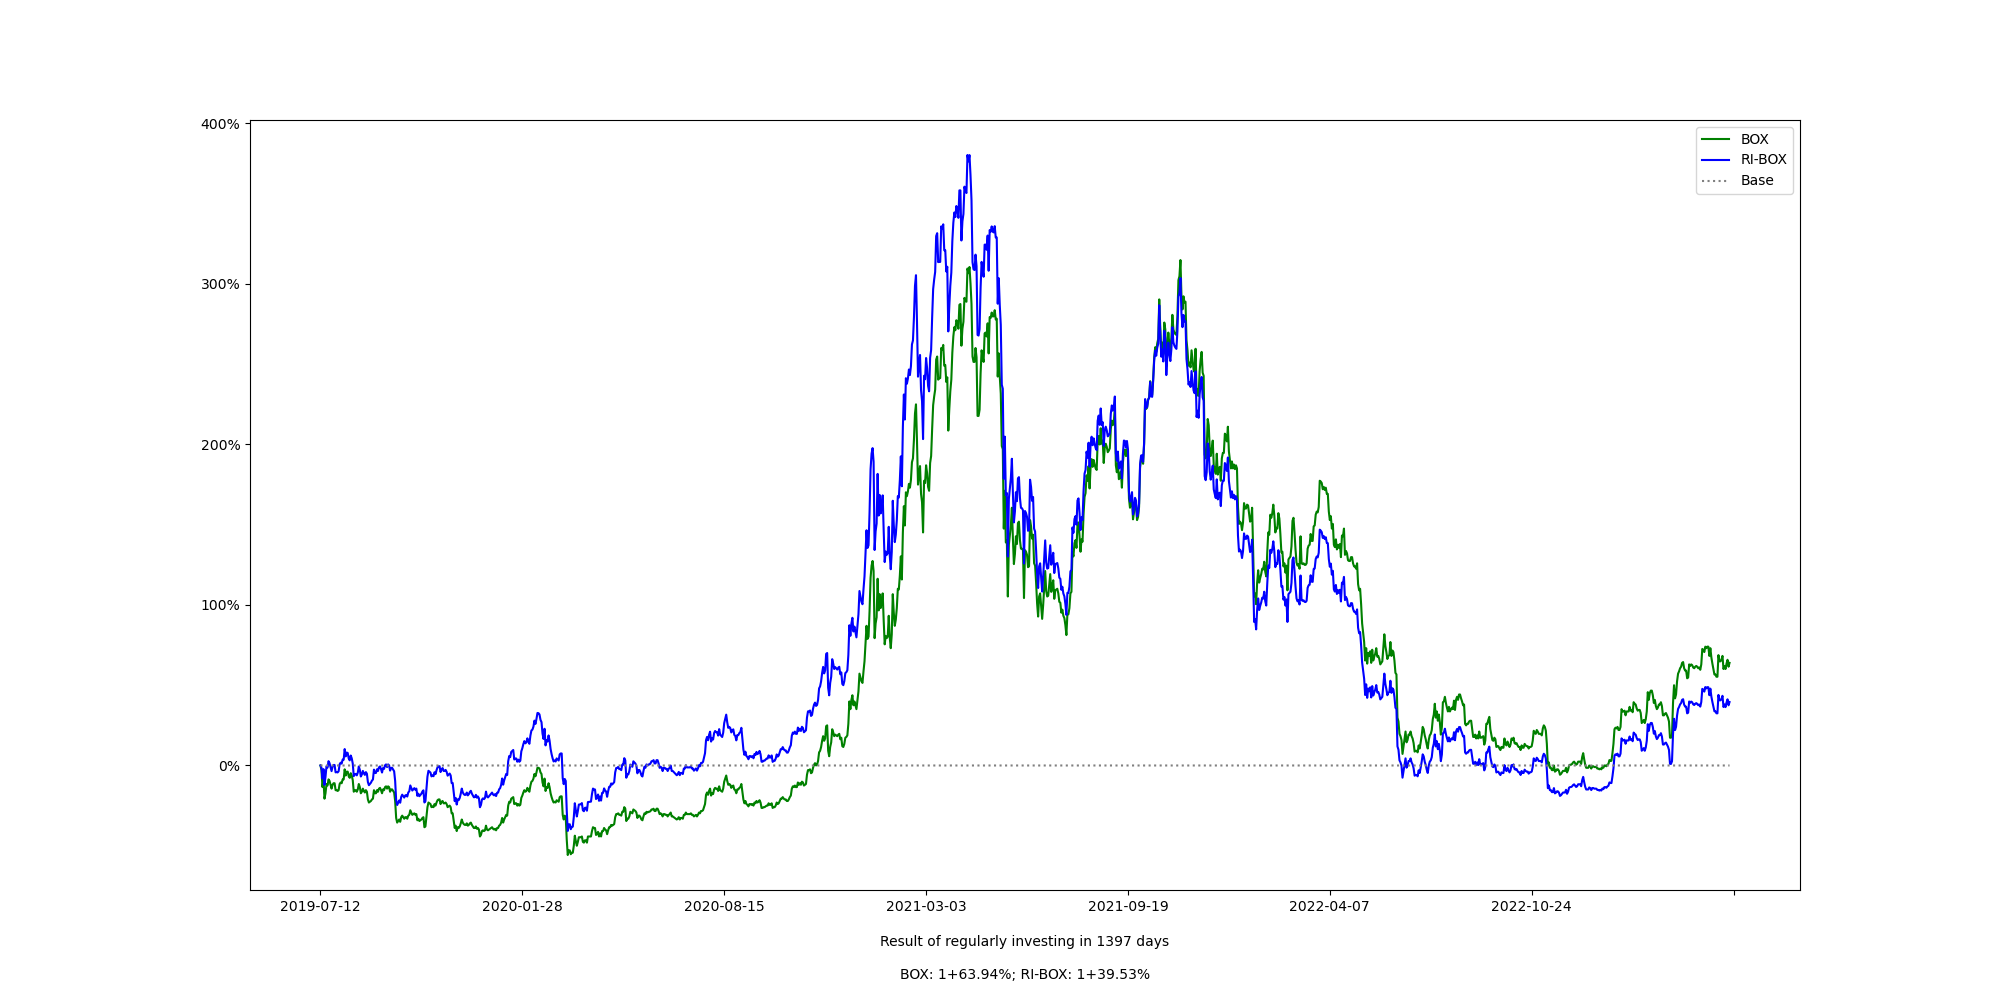 400%
300%
200%
100%
0%
BOX
RI-BOX
Base
2019-07-12 2020-01-28 2020-08-15 2021-03-03 2021-09-19 2022-04-07 2022-10-24
Result of regularly investing in 1397 days
BOX: 1+63.94%; RI-BOX: 1+39.53%